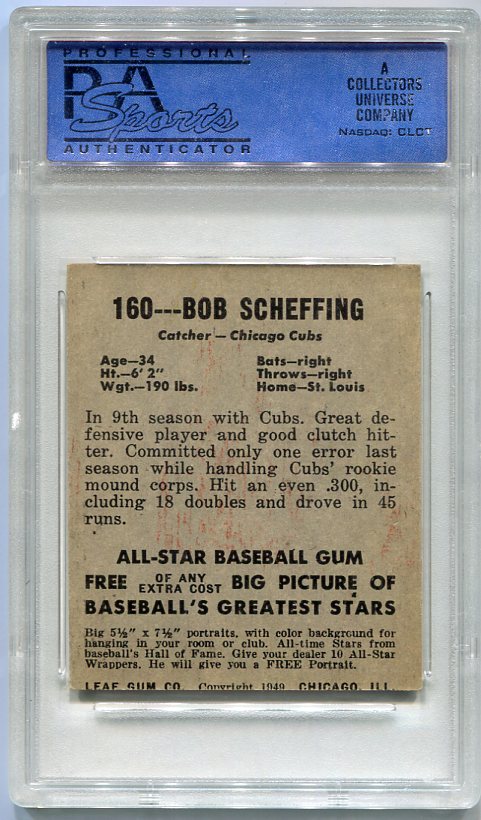 PROFESSIONAL
PSA
Sports
AUTHENTICATOR
A
COLLECTORS
UNIVERSE
COMPANY
NASDAQ: CLCT
160---BOB SCHEFFING
Catcher—Chicago Cubs
Age—34 Bats—right
Ht.—6' 2" Throws—right
Wgt.—190 lbs. Home—St. Louis
In 9th season with Cubs. Great de-
fensive player and good clutch hit-
ter. Committed only one error last
season while handling Cubs' rookie
mound corps. Hit an even .300, in-
cluding 18 doubles and drove in 45
runs.
ALL-STAR BASEBALL GUM
FREE OF ANY EXTRA COST BIG PICTURE OF
BASEBALL'S GREATEST STARS
Big 5½" x 7½" portraits, with color background for
hanging in your room or club. All-time Stars from
baseball's Hall of Fame. Give your dealer 10 All-Star
Wrappers. He will give you a FREE Portrait.
LEAF GUM CO. Copyright 1949 CHICAGO, ILL.